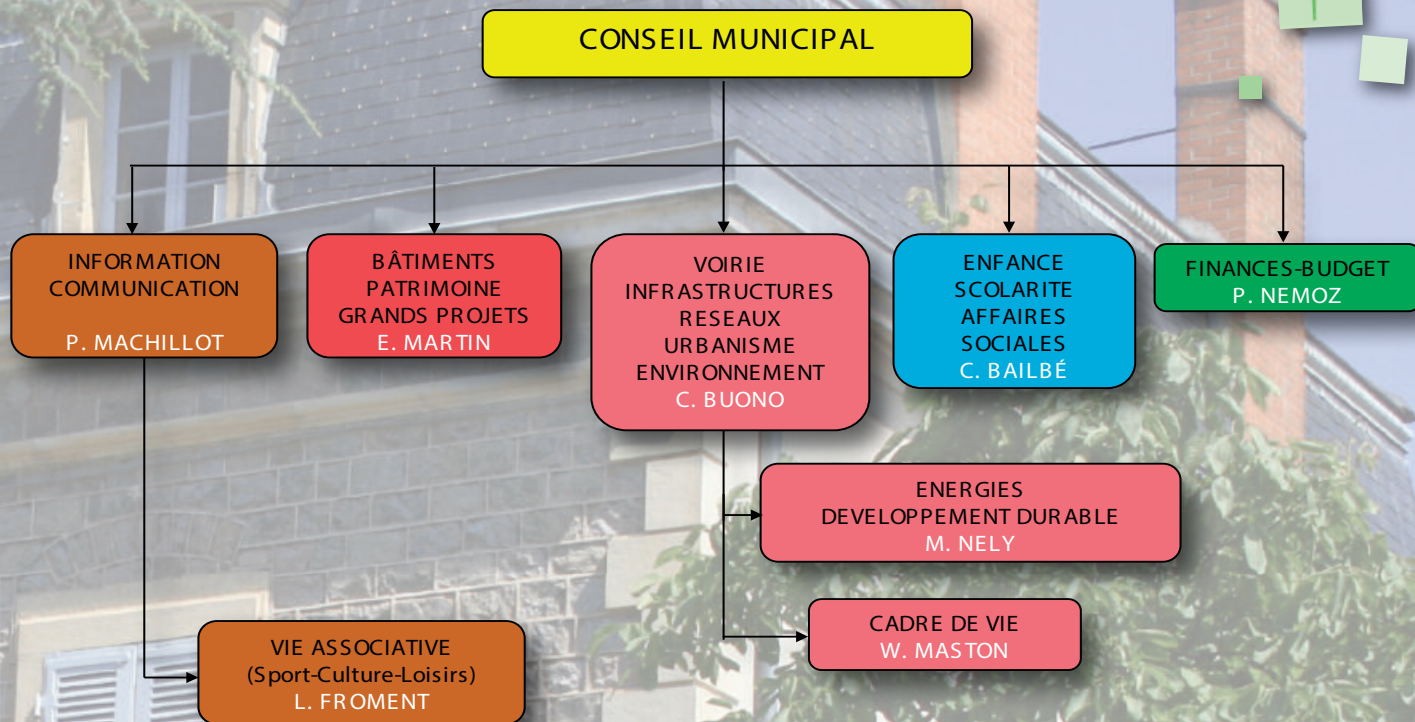 CONSEIL MUNICIPAL
INFORMATION
COMMUNICATION
P. MACHILLOT
BÂTIMENTS
PATRIMOINE
GRANDS PROJETS
E. MARTIN
VOIRIE
INFRASTRUCTURES
RESEAUX
URBANISME
ENVIRONNEMENT
C. BUONO
ENFANCE
SCOLARITE
AFFAIRES
SOCIALES
C. BAILBÉ
FINANCES-BUDGET
P. NEMOZ
ENERGIES
DEVELOPPEMENT DURABLE
M. NELY
CADRE DE VIE
W. MASTON
VIE ASSOCIATIVE
(Sport-Culture-Loisirs)
L. FROMENT